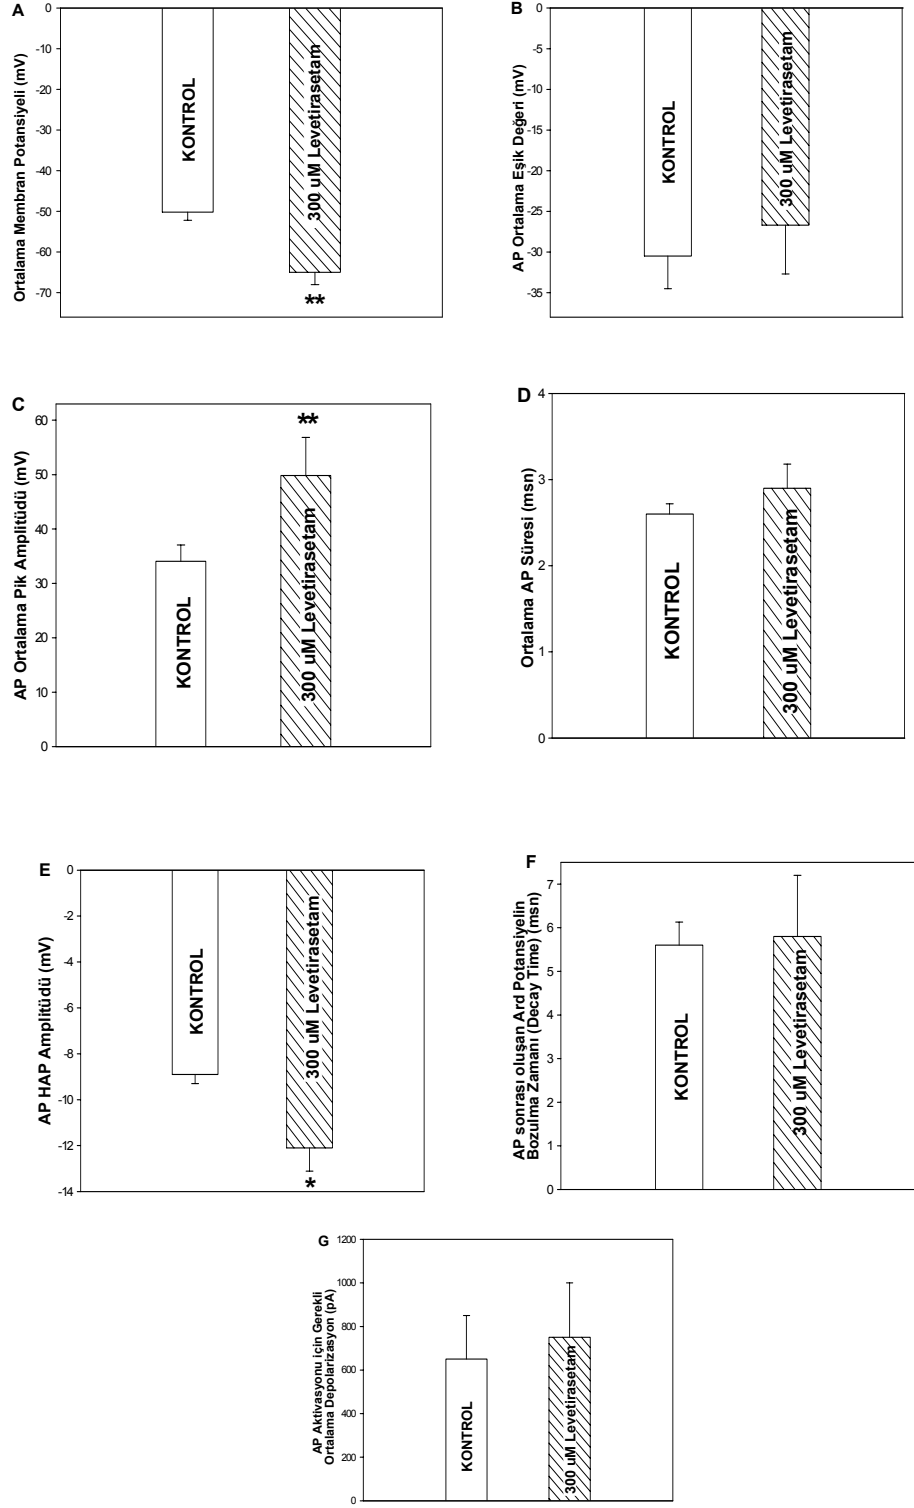 A
Ortalama Membran Potansiyeli (mV)
0
-10
-20
-30
-40
-50
-60
-70
KONTROL
300 uM Levetirasetam
**
B
AP Ortalama Eşik Değeri (mV)
0
-5
-10
-15
-20
-25
-30
-35
KONTROL
300 uM Levetirasetam
C
AP Ortalama Pik Amplitüdü (mV)
60
50
40
30
20
10
0
KONTROL
300 uM Levetirasetam
**
D
Ortalama AP Süresi (msn)
4
3
2
1
0
KONTROL
300 uM Levetirasetam
E
AP HAP Amplitüdü (mV)
0
-2
-4
-6
-8
-10
-12
-14
KONTROL
300 uM Levetirasetam
*
F
AP sonrası oluşan Ard Potansiyelin
Bozulma Zamanı (Decay Time) (msn)
7
6
5
4
3
2
1
0
KONTROL
300 uM Levetirasetam
G
AP Aktivasyonu için Gerekli
Ortalama Depolarizasyon (pA)
1200
1000
800
600
400
200
0
KONTROL
300 uM Levetirasetam